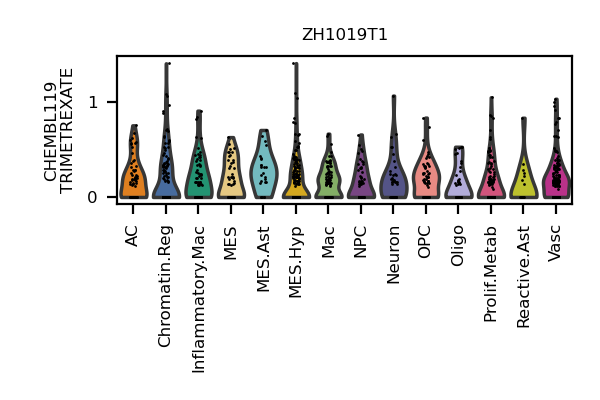 ZH1019T1
CHEMBL119
TRIMETREXATE
1
0
AC
Chromatin.Reg
Inflammatory.Mac
MES
MES.Ast
MES.Hyp
Mac
NPC
Neuron
OPC
Oligo
Prolif.Metab
Reactive.Ast
Vasc